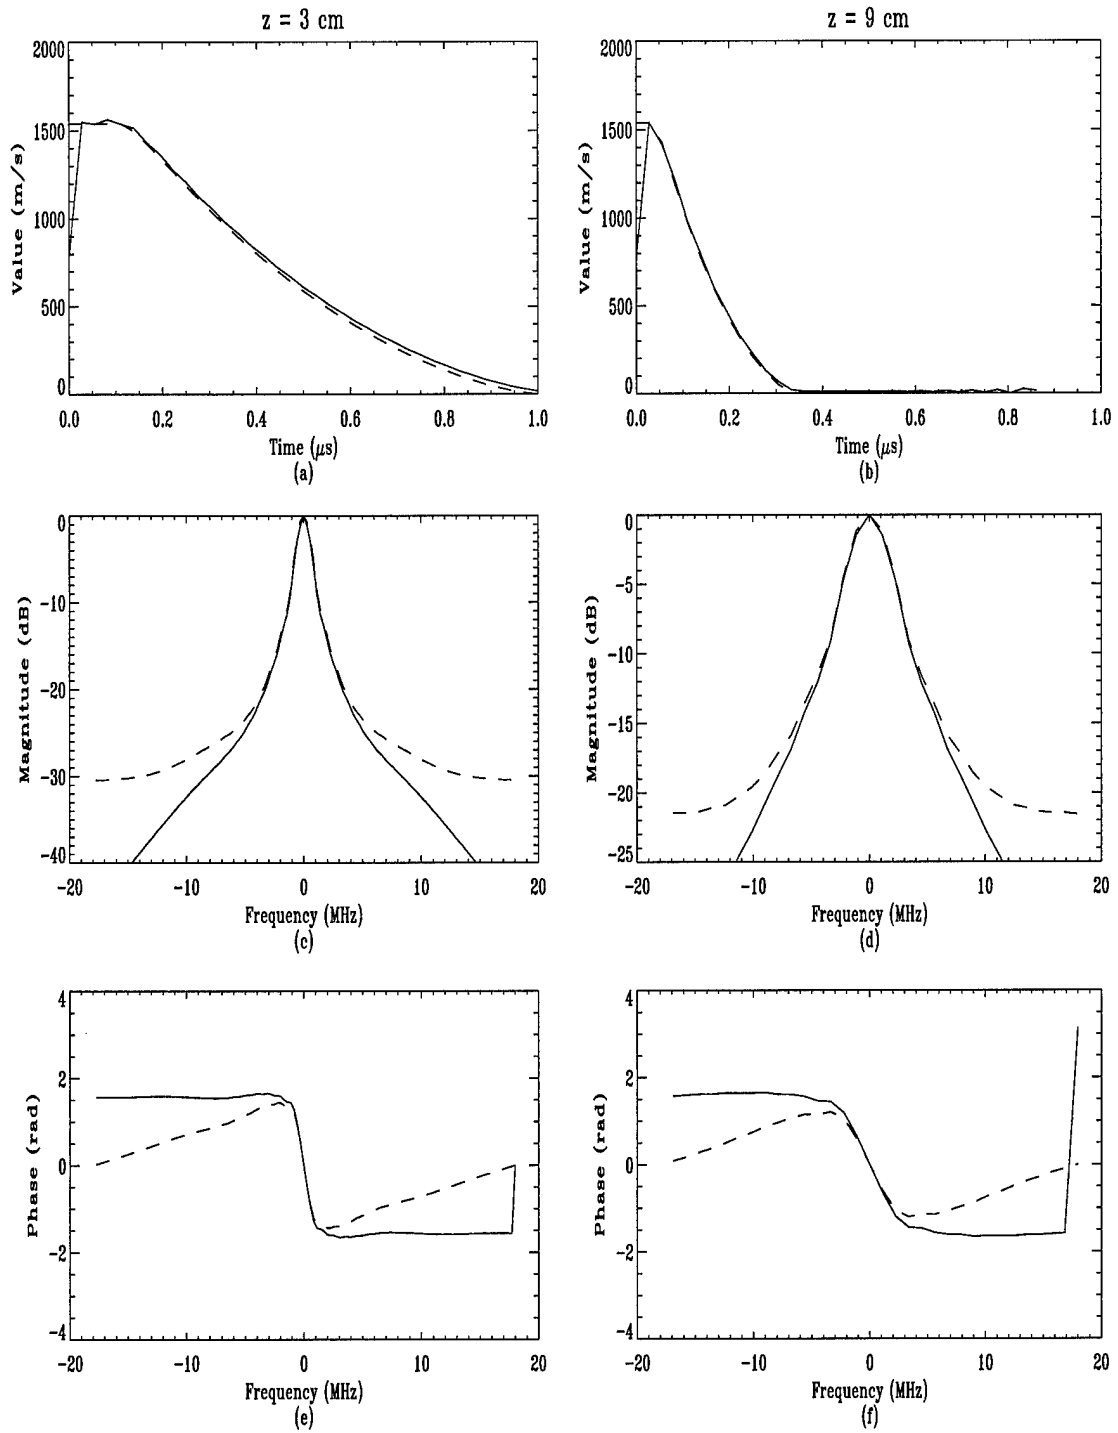 z = 3 cm
z = 9 cm
2000
1500
1000
500
0
Value (m/s)
0.0 0.2 0.4 0.6 0.8 1.0
Time (μs)
(a)
2000
1500
1000
500
0
Value (m/s)
0.0 0.2 0.4 0.6 0.8 1.0
Time (μs)
(b)
0
-10
-20
-30
-40
Magnitude (dB)
-20 -10 0 10 20
Frequency (MHz)
(c)
0
-5
-10
-15
-20
-25
Magnitude (dB)
-20 -10 0 10 20
Frequency (MHz)
(d)
4
2
0
-2
-4
Phase (rad)
-20 -10 0 10 20
Frequency (MHz)
(e)
4
2
0
-2
-4
Phase (rad)
-20 -10 0 10 20
Frequency (MHz)
(f)